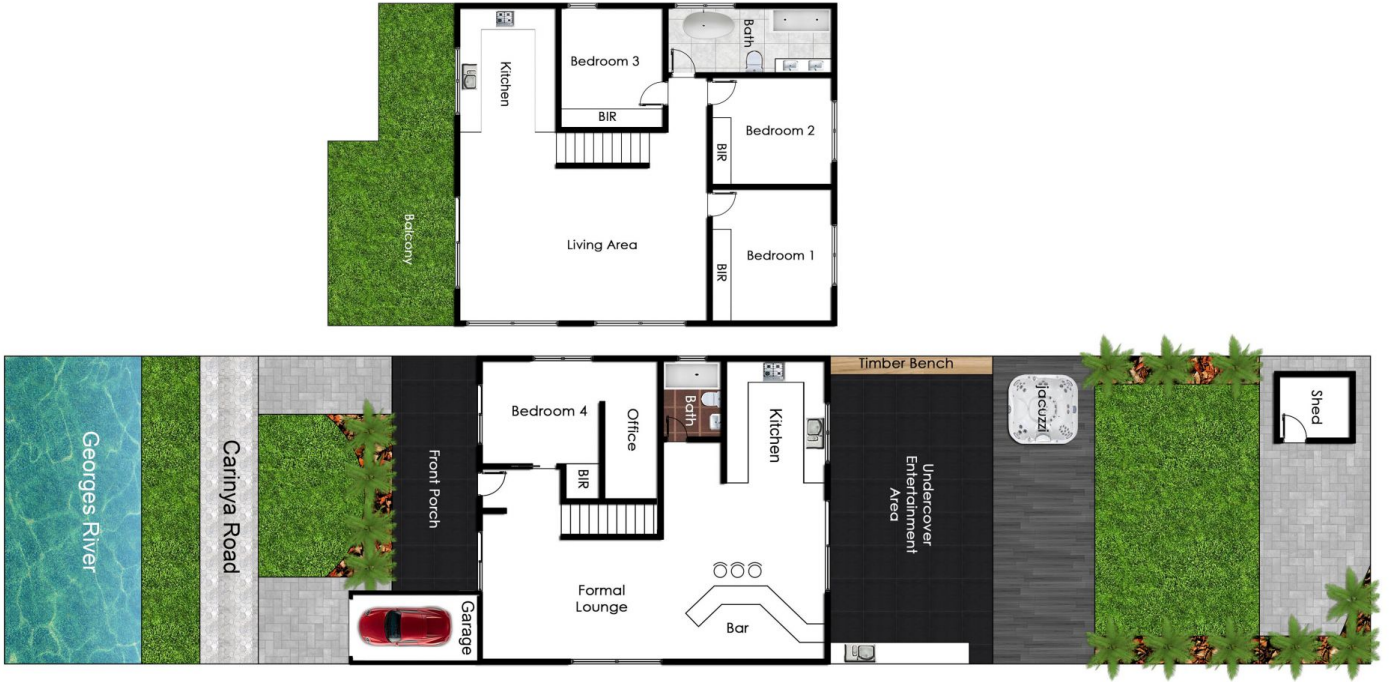 Kitchen
Bedroom 3
BIR
Bath
Bedroom 2
BIR
Balcony
Living Area
Bedroom 1
BIR
Georges River
Carinya Road
Front Porch
Garage
Bedroom 4
BIR
Office
Bath
Kitchen
Formal
Lounge
Bar
Timber Bench
Undercover
Entertainment
Area
jacuzzi
Shed